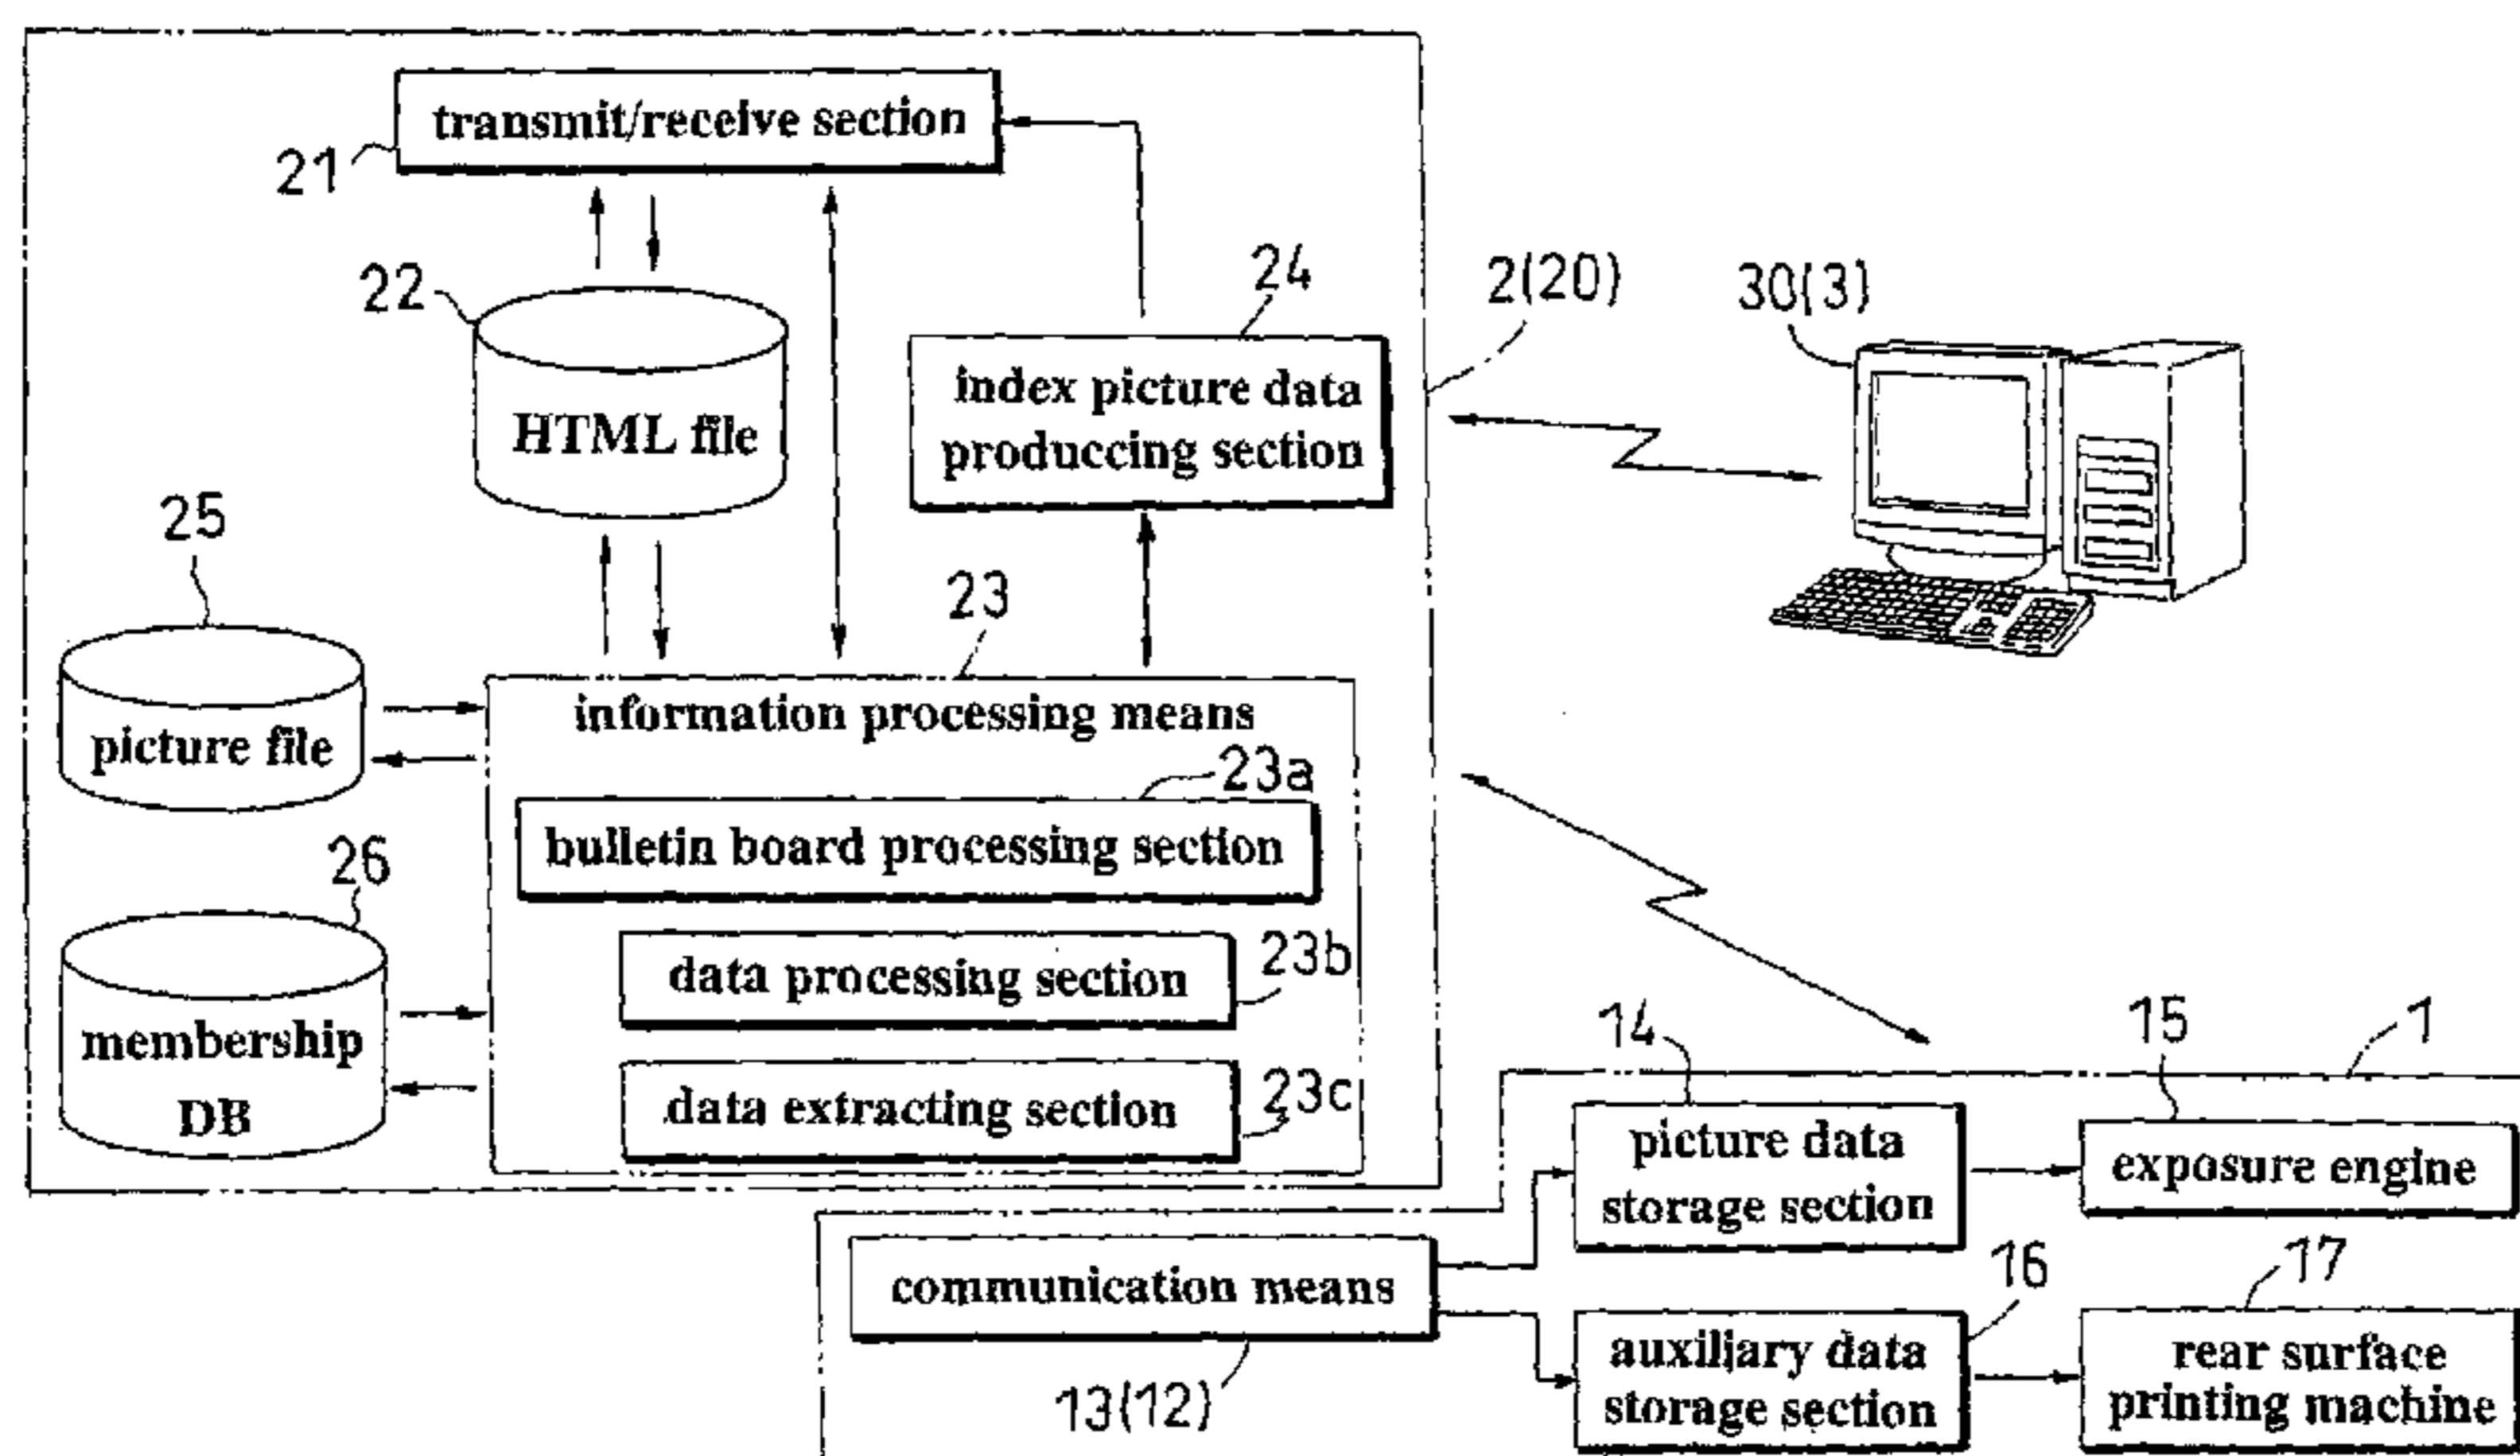 transmit/receive section
21
22
HTML file
24
index picture data
produccing section
2(20)
30(3)
25
picture file
23
information processing means
23a
bulletin board processing section
26
membership
DB
23b
data processing section
23c
data extracting section
1
14
picture data
storage section
15
exposure engine
communication means
13(12)
16
auxiliary data
storage section
17
rear surface
printing machine